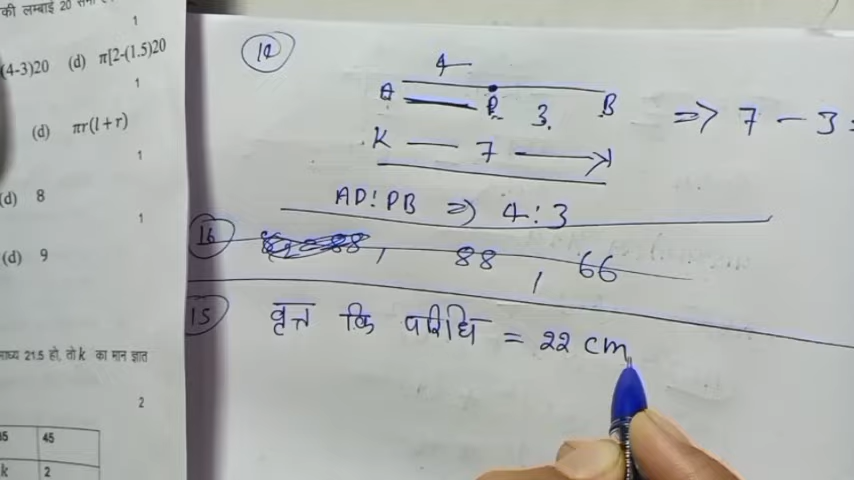 की लम्बाई 20
1
(4-3)20 (d) π[2-(1.5)20
1
(d) πr(l+r)
1
(d) 8
1
(d) 9
माध्य 21.5 हो, तो k का मान ज्ञात
2
45
k 2
4
A P 3. B
⇒ 7 - 3 =
K — 7 →
AP:PB ⇒ 4:3
16 , 88 , 66
15 वृत्त कि परिधि = 22 cm